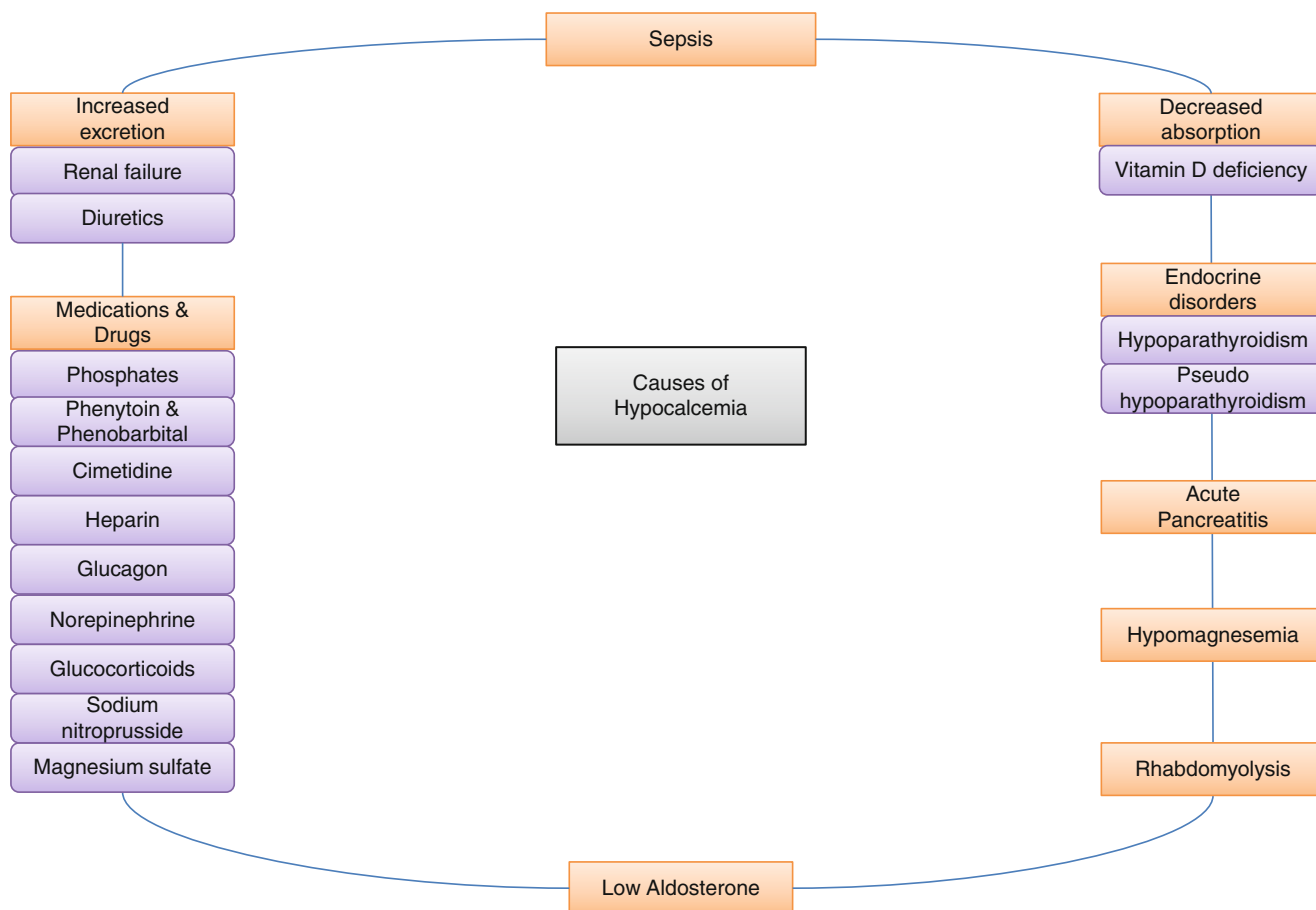 Sepsis
Increased
excretion
Renal failure
Diuretics
Medications &
Drugs
Phosphates
Phenytoin &
Phenobarbital
Cimetidine
Heparin
Glucagon
Norepinephrine
Glucocorticoids
Sodium
nitroprusside
Magnesium sulfate
Causes of
Hypocalcemia
Decreased
absorption
Vitamin D deficiency
Endocrine
disorders
Hypoparathyroidism
Pseudo
hypoparathyroidism
Acute
Pancreatitis
Hypomagnesemia
Rhabdomyolysis
Low Aldosterone